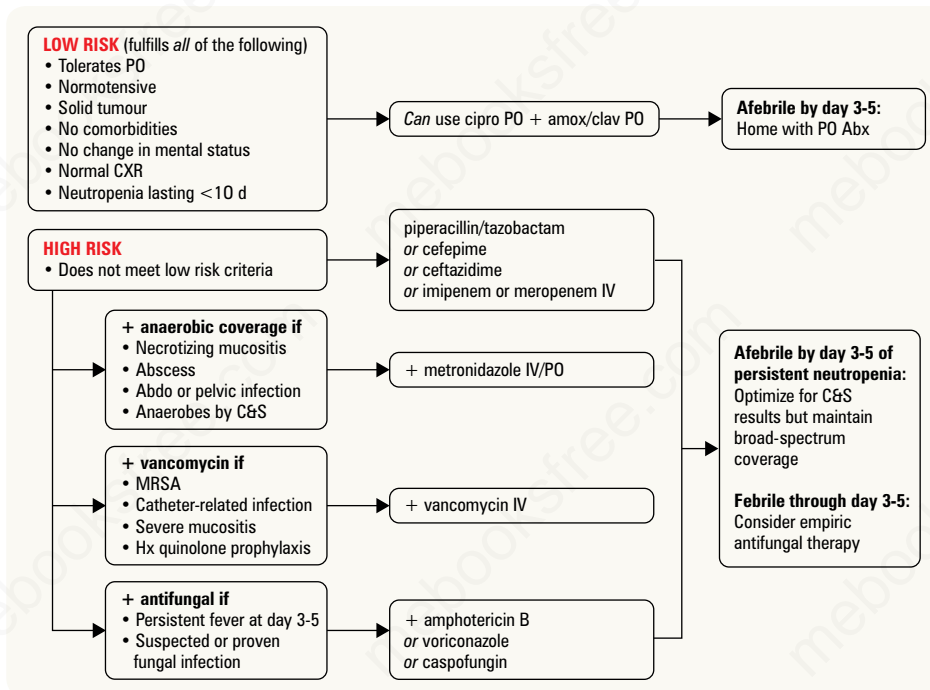 LOW RISK (fulfills all of the following)
• Tolerates PO
• Normotensive
• Solid tumour
• No comorbidities
• No change in mental status
• Normal CXR
• Neutropenia lasting <10 d
Can use cipro PO + amox/clav PO
Afebrile by day 3-5:
Home with PO Abx
HIGH RISK
• Does not meet low risk criteria
piperacillin/tazobactam
or cefepime
or ceftazidime
or imipenem or meropenem IV
+ anaerobic coverage if
• Necrotizing mucositis
• Abscess
• Abdo or pelvic infection
• Anaerobes by C&S
+ metronidazole IV/PO
+ vancomycin if
• MRSA
• Catheter-related infection
• Severe mucositis
• Hx quinolone prophylaxis
+ vancomycin IV
+ antifungal if
• Persistent fever at day 3-5
• Suspected or proven
fungal infection
+ amphotericin B
or voriconazole
or caspofungin
Afebrile by day 3-5 of
persistent neutropenia:
Optimize for C&S
results but maintain
broad-spectrum
coverage
Febrile through day 3-5:
Consider empiric
antifungal therapy
mebooksfree.com